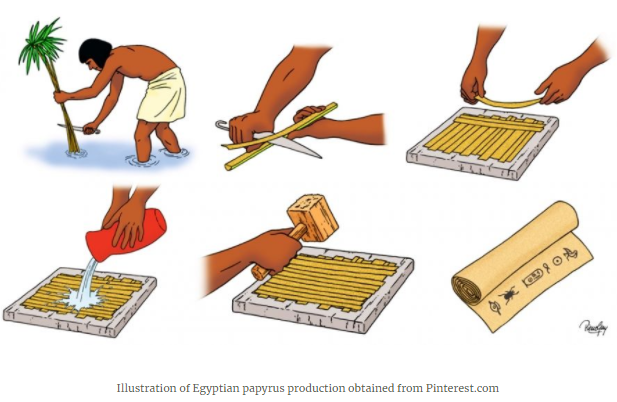 Illustration of Egyptian papyrus production obtained from Pinterest.com